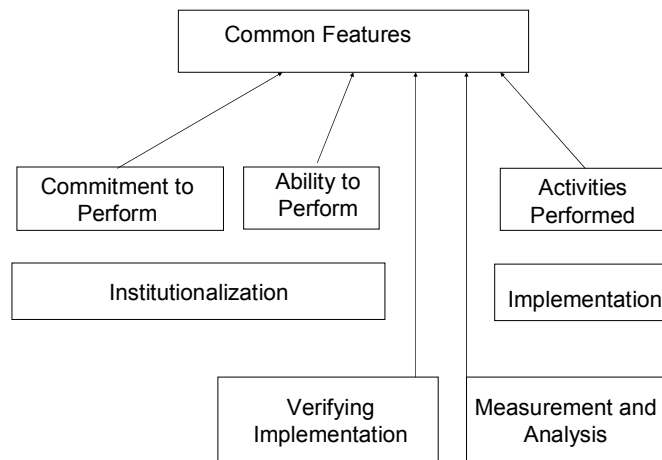 Common Features
Commitment to
Perform
Ability to
Perform
Activities
Performed
Institutionalization
Implementation
Verifying
Implementation
Measurement and
Analysis